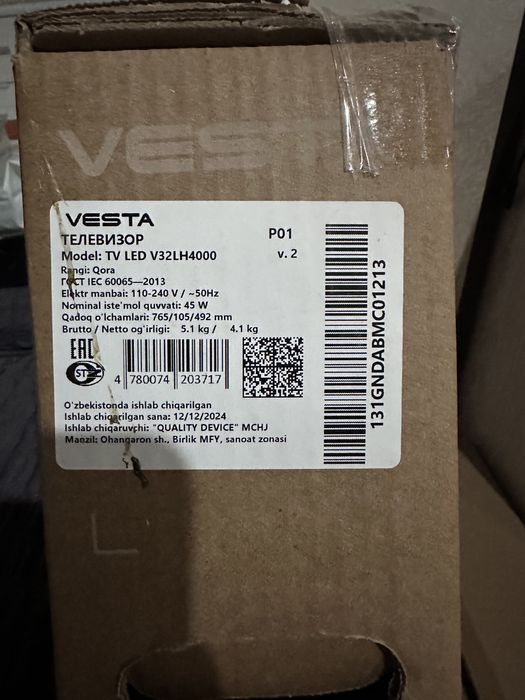 VESTA
VESTA
P01
ТЕЛЕВИЗОР
Model: TV LED V32LH4000
v. 2
Rangi: Qora
ГОСТ IEC 60065—2013
Elektr manbai: 110-240 V / ~50Hz
Nominal iste'mol quvvati: 45 W
Qadoq o'lchamlari: 765/105/492 mm
Brutto / Netto og'irligi: 5.1 kg / 4.1 kg
EAC
4 780074 203717
O'zbekistonda ishlab chiqarilgan
Ishlab chiqarilgan sana: 12/12/2024
Ishlab chiqaruvchi: "QUALITY DEVICE" MCHJ
Manzil: Ohangaron sh., Birlik MFY, sanoat zonasi
131GNDABMC01213